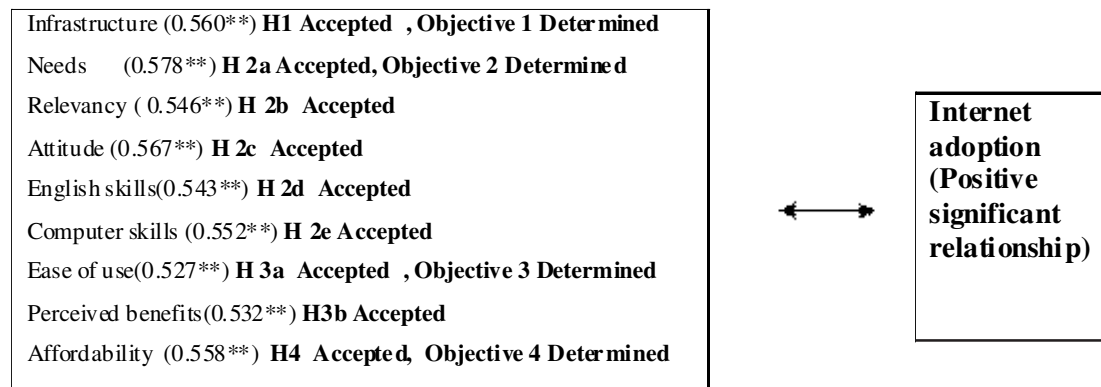 Infrastructure (0.560**) H1 Accepted , Objective 1 Determined
Needs (0.578**) H 2a Accepted, Objective 2 Determined
Relevancy ( 0.546**) H 2b Accepted
Attitude (0.567**) H 2c Accepted
English skills(0.543**) H 2d Accepted
Computer skills (0.552**) H 2e Accepted
Ease of use(0.527**) H 3a Accepted , Objective 3 Determined
Perceived benefits(0.532**) H3b Accepted
Affordability (0.558**) H4 Accepted, Objective 4 Determined
Internet
adoption
(Positive
significant
relationship)